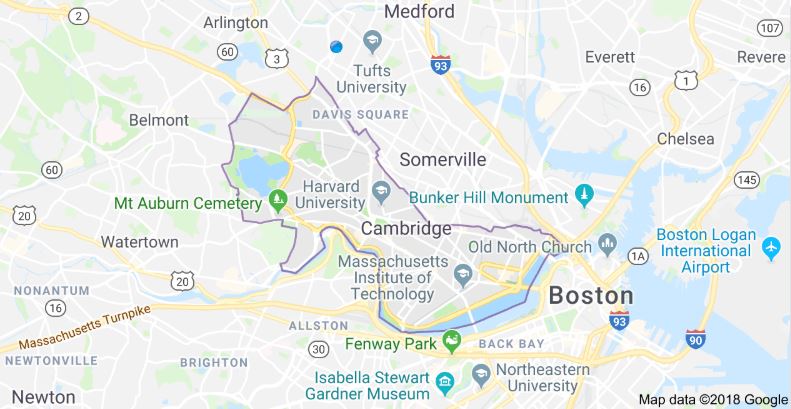 Medford
Arlington
2
60
3
Tufts
University
93
Everett
107
Revere
16
1
Belmont
DAVIS SQUARE
Chelsea
60
Somerville
145
Harvard
University
Bunker Hill Monument
Mt Auburn Cemetery
20
Cambridge
Watertown
Old North Church
Boston Logan
International
Airport
1A
Massachusetts
Institute of
Technology
20
NONANTUM
16
Boston
Massachusetts Turnpike
ALLSTON
93
90
NEWTONVILLE
BRIGHTON
30
Fenway Park
BACK BAY
Isabella Stewart
Gardner Museum
Northeastern
University
Newton
Map data ©2018 Google